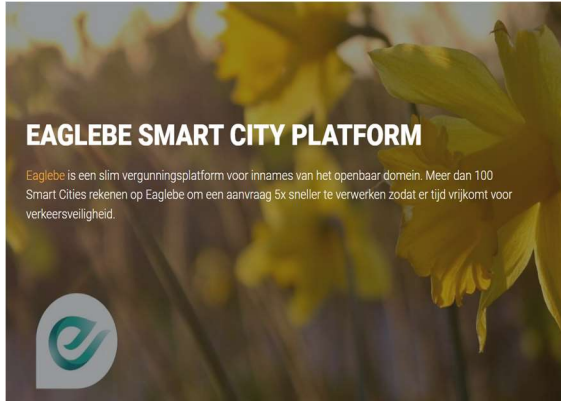 EAGLEBE SMART CITY PLATFORM
Eaglebe is een slim vergunningsplatform voor innames van het openbaar domein. Meer dan 100
Smart Cities rekenen op Eaglebe om een aanvraag 5x sneller te verwerken zodat er tijd vrijkomt voor
verkeersveiligheid.